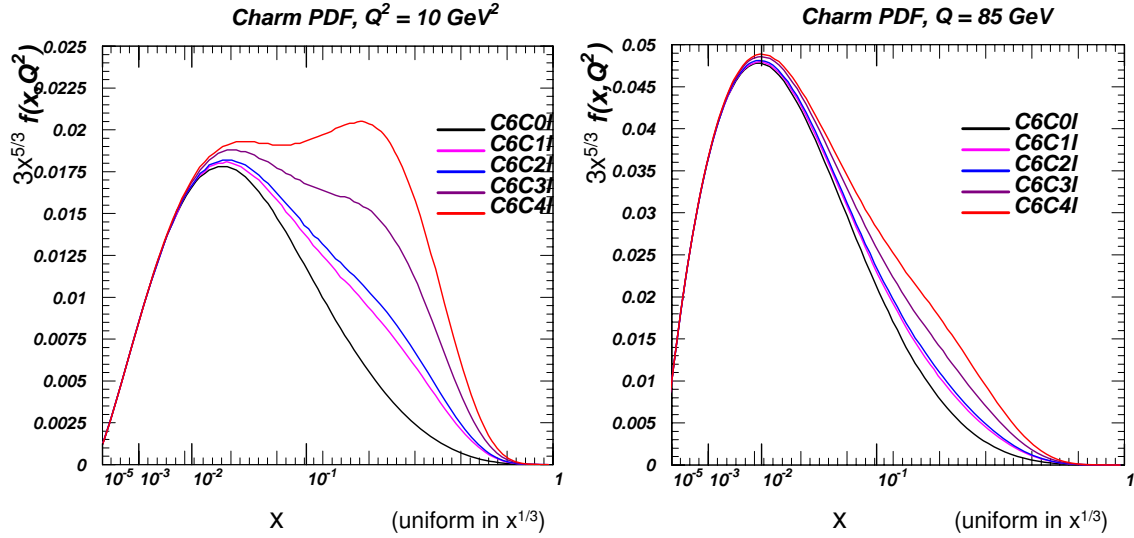 Charm PDF, Q² = 10 GeV²
3x^5/3 f(x,Q²)
0.025
0.0225
0.02
0.0175
0.015
0.0125
0.01
0.0075
0.005
0.0025
0
C6C0I
C6C1I
C6C2I
C6C3I
C6C4I
10^-5 10^-3 10^-2 10^-1 1
x (uniform in x^1/3)
Charm PDF, Q = 85 GeV
3x^5/3 f(x,Q²)
0.05
0.045
0.04
0.035
0.03
0.025
0.02
0.015
0.01
0.005
0
C6C0I
C6C1I
C6C2I
C6C3I
C6C4I
10^-5 10^-3 10^-2 10^-1 1
x (uniform in x^1/3)